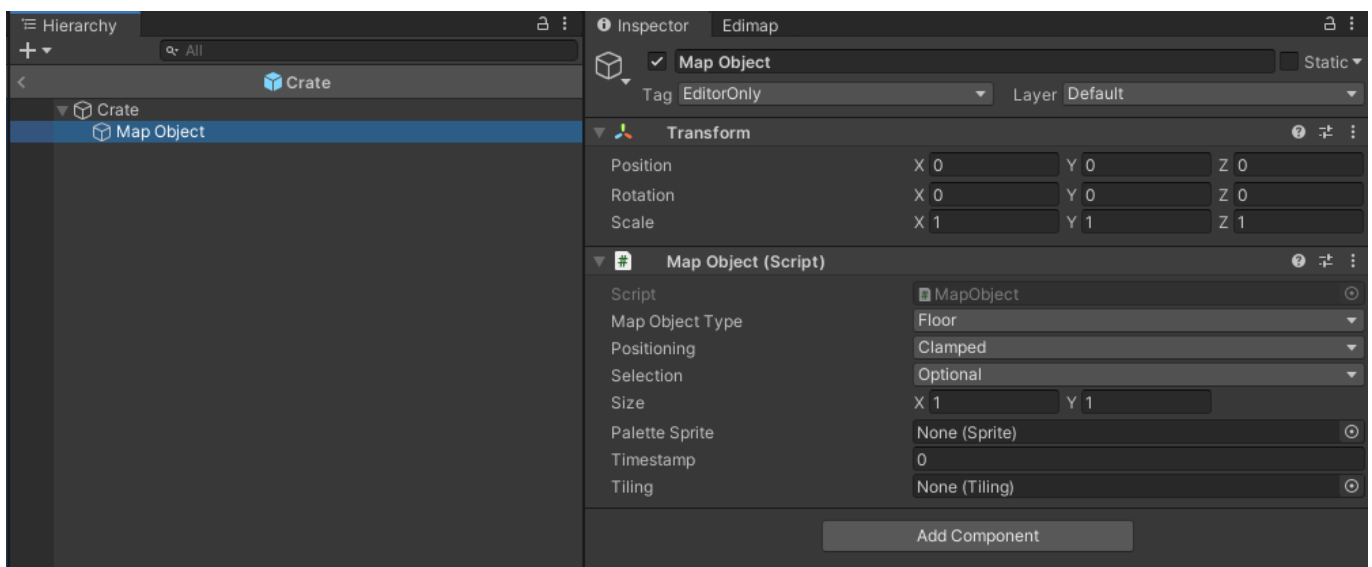 Hierarchy
All
Crate
Crate
Map Object
Inspector Edimap
Map Object Static
Tag EditorOnly Layer Default
Transform
Position X 0 Y 0 Z 0
Rotation X 0 Y 0 Z 0
Scale X 1 Y 1 Z 1
# Map Object (Script)
Script # MapObject
Map Object Type Floor
Positioning Clamped
Selection Optional
Size X 1 Y 1
Palette Sprite None (Sprite)
Timestamp 0
Tiling None (Tiling)
Add Component